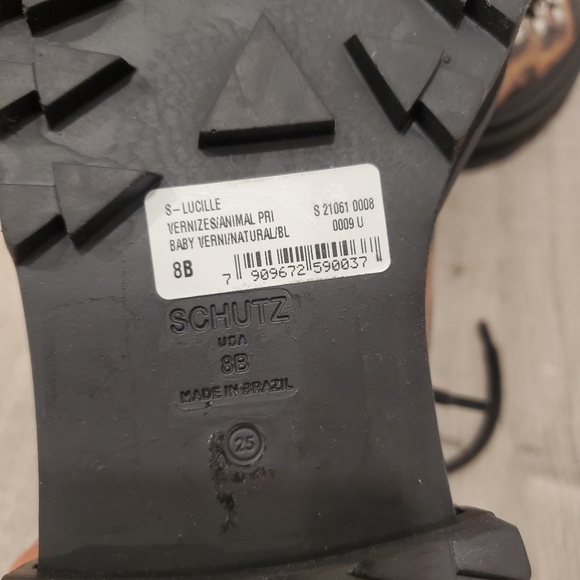 S-LUCILLE
VERNIZES/ANIMAL PRI S 21061 0008
BABY VERNI/NATURAL/BL 0009 U
8B
7 909672 590037
SCHUTZ
USA
8B
MADE IN BRAZIL
25